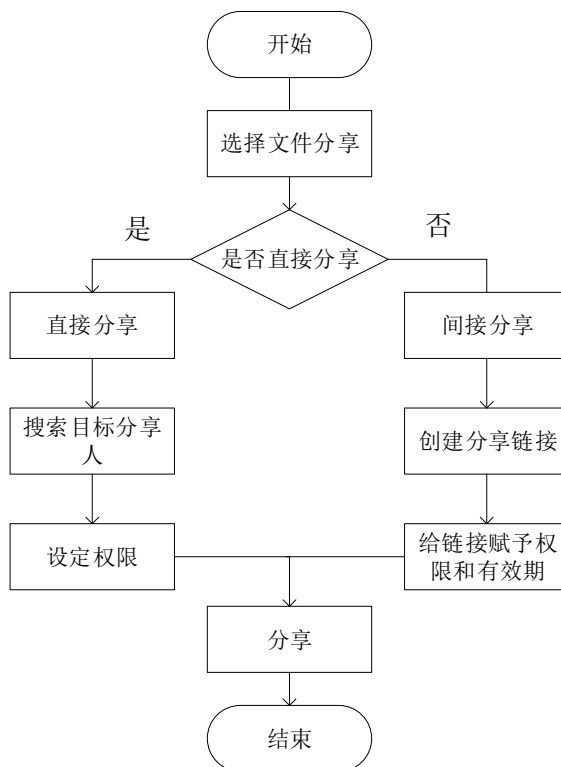 开始
选择文件分享
是
否
是否直接分享
直接分享
间接分享
搜索目标分享
人
创建分享链接
设定权限
给链接赋予权
限和有效期
分享
结束